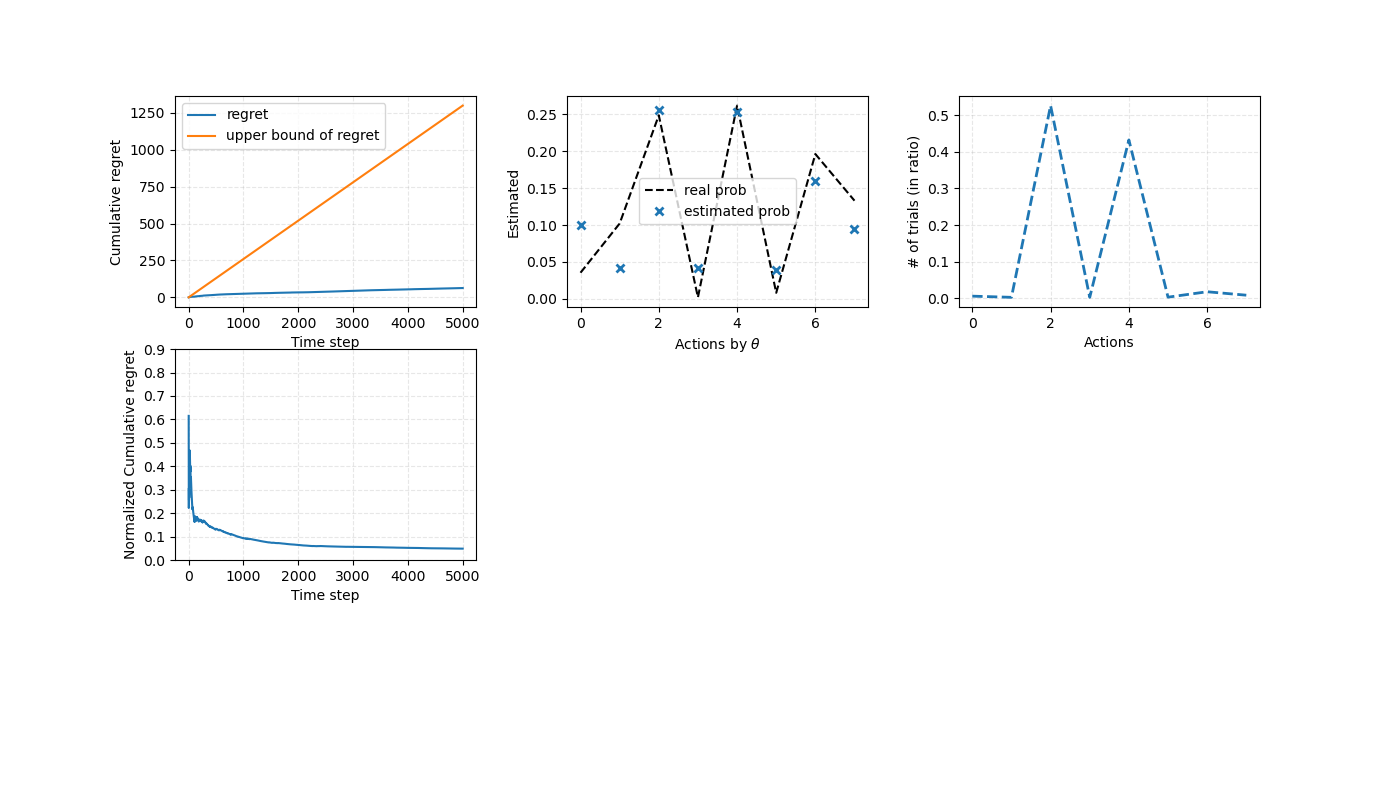 Cumulative regret
1250
1000
750
500
250
0
regret
upper bound of regret
0 1000 2000 3000 4000 5000
Time step
Estimated
0.25
0.20
0.15
0.10
0.05
0.00
real prob
estimated prob
0 2 4 6
Actions by θ
# of trials (in ratio)
0.5
0.4
0.3
0.2
0.1
0.0
0 2 4 6
Actions
Normalized Cumulative regret
0.9
0.8
0.7
0.6
0.5
0.4
0.3
0.2
0.1
0.0
0 1000 2000 3000 4000 5000
Time step